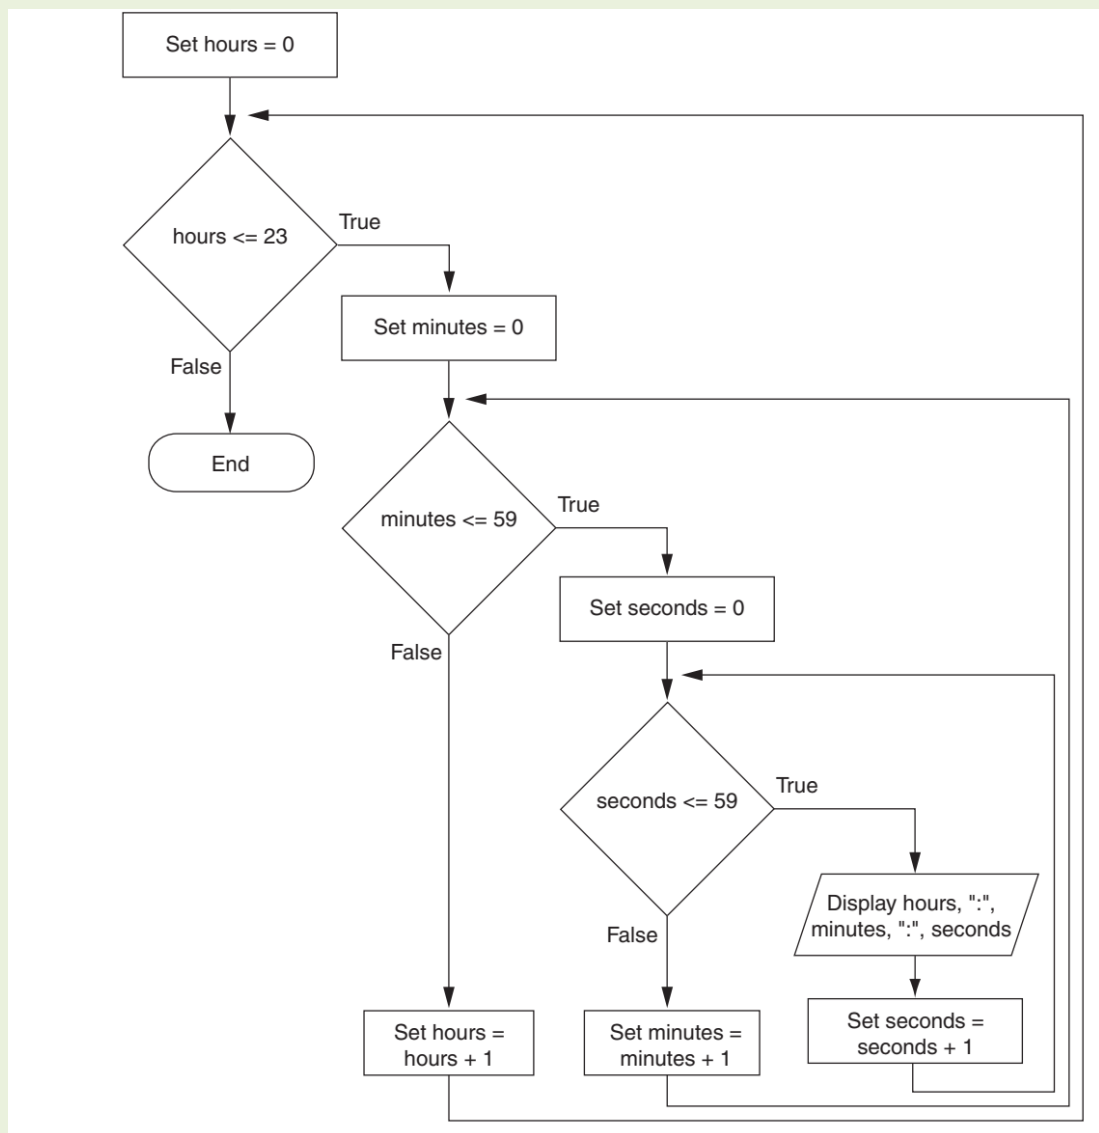 Set hours = 0
hours <= 23
True
Set minutes = 0
False
End
minutes <= 59
True
Set seconds = 0
False
seconds <= 59
True
Display hours, ":",
minutes, ":", seconds
False
Set hours =
hours + 1
Set minutes =
minutes + 1
Set seconds =
seconds + 1